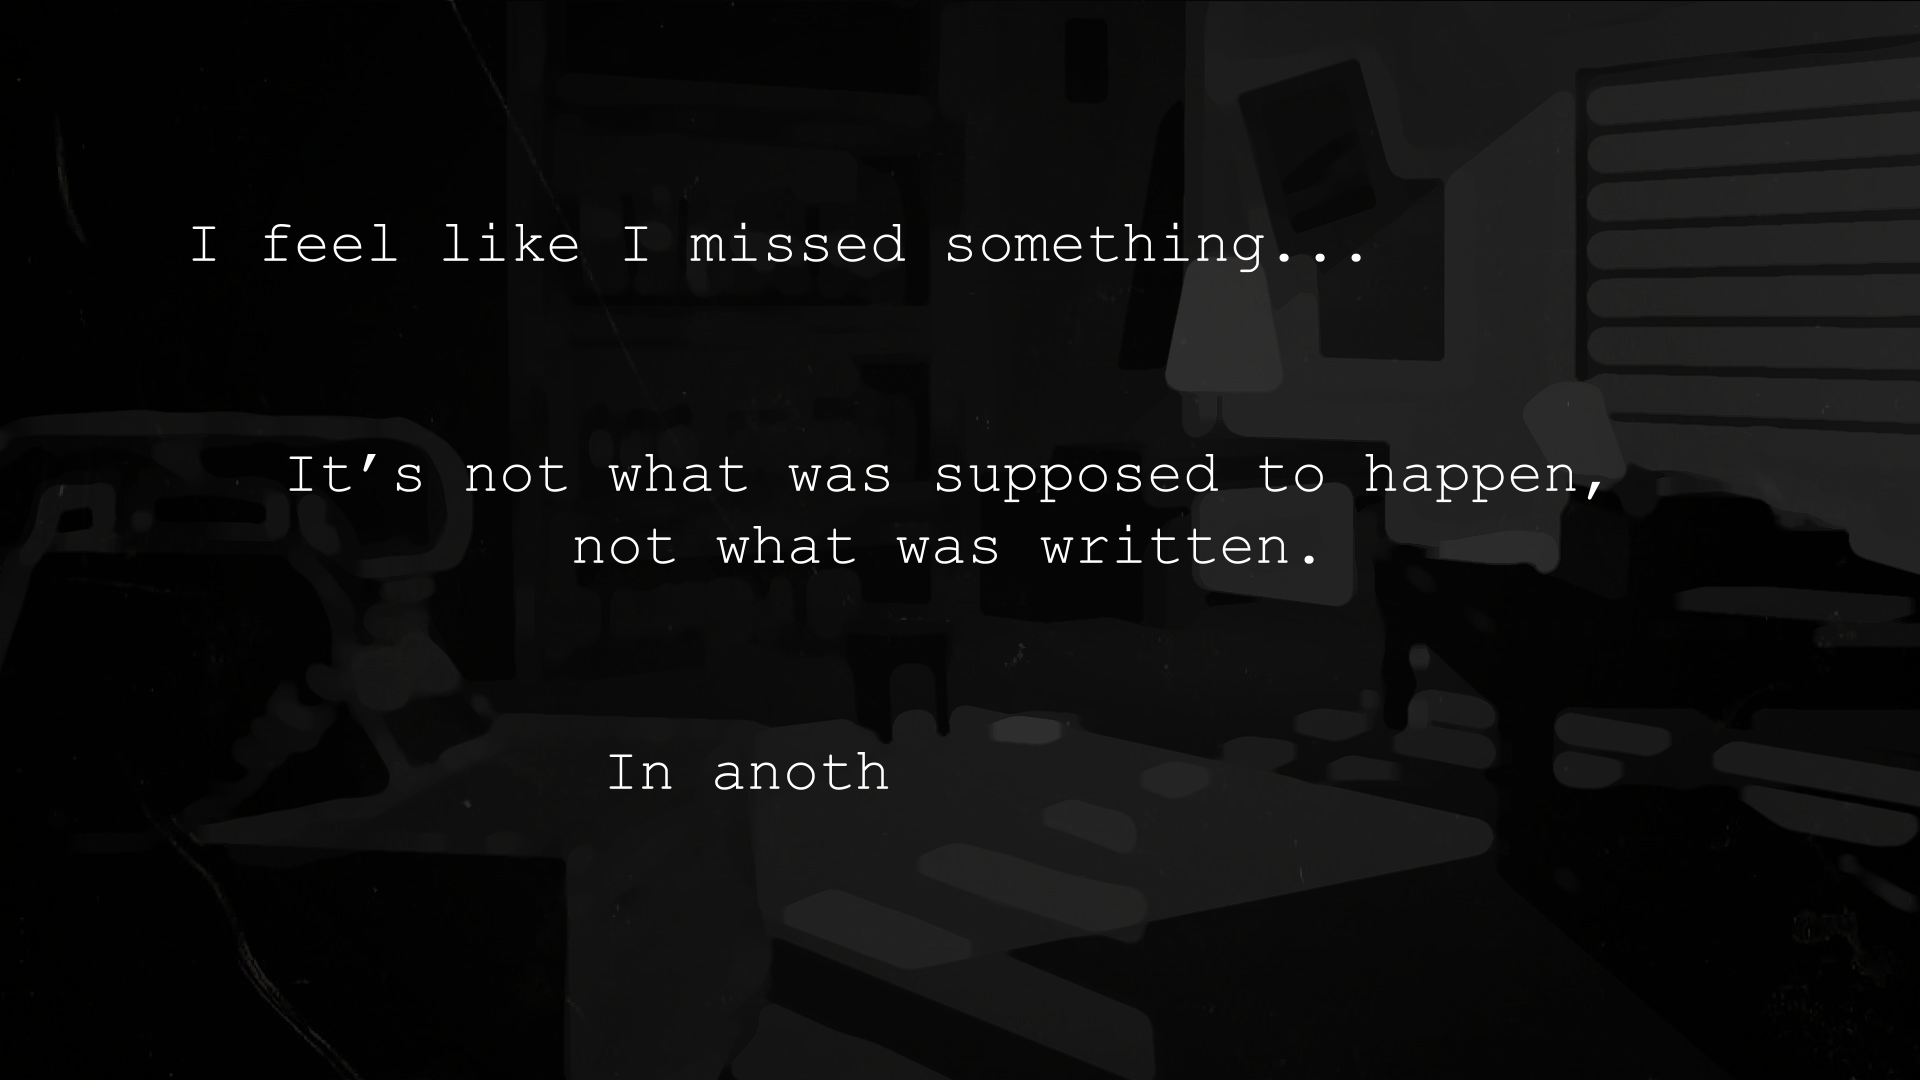 I feel like I missed something...
It’s not what was supposed to happen,
not what was written.
In anoth